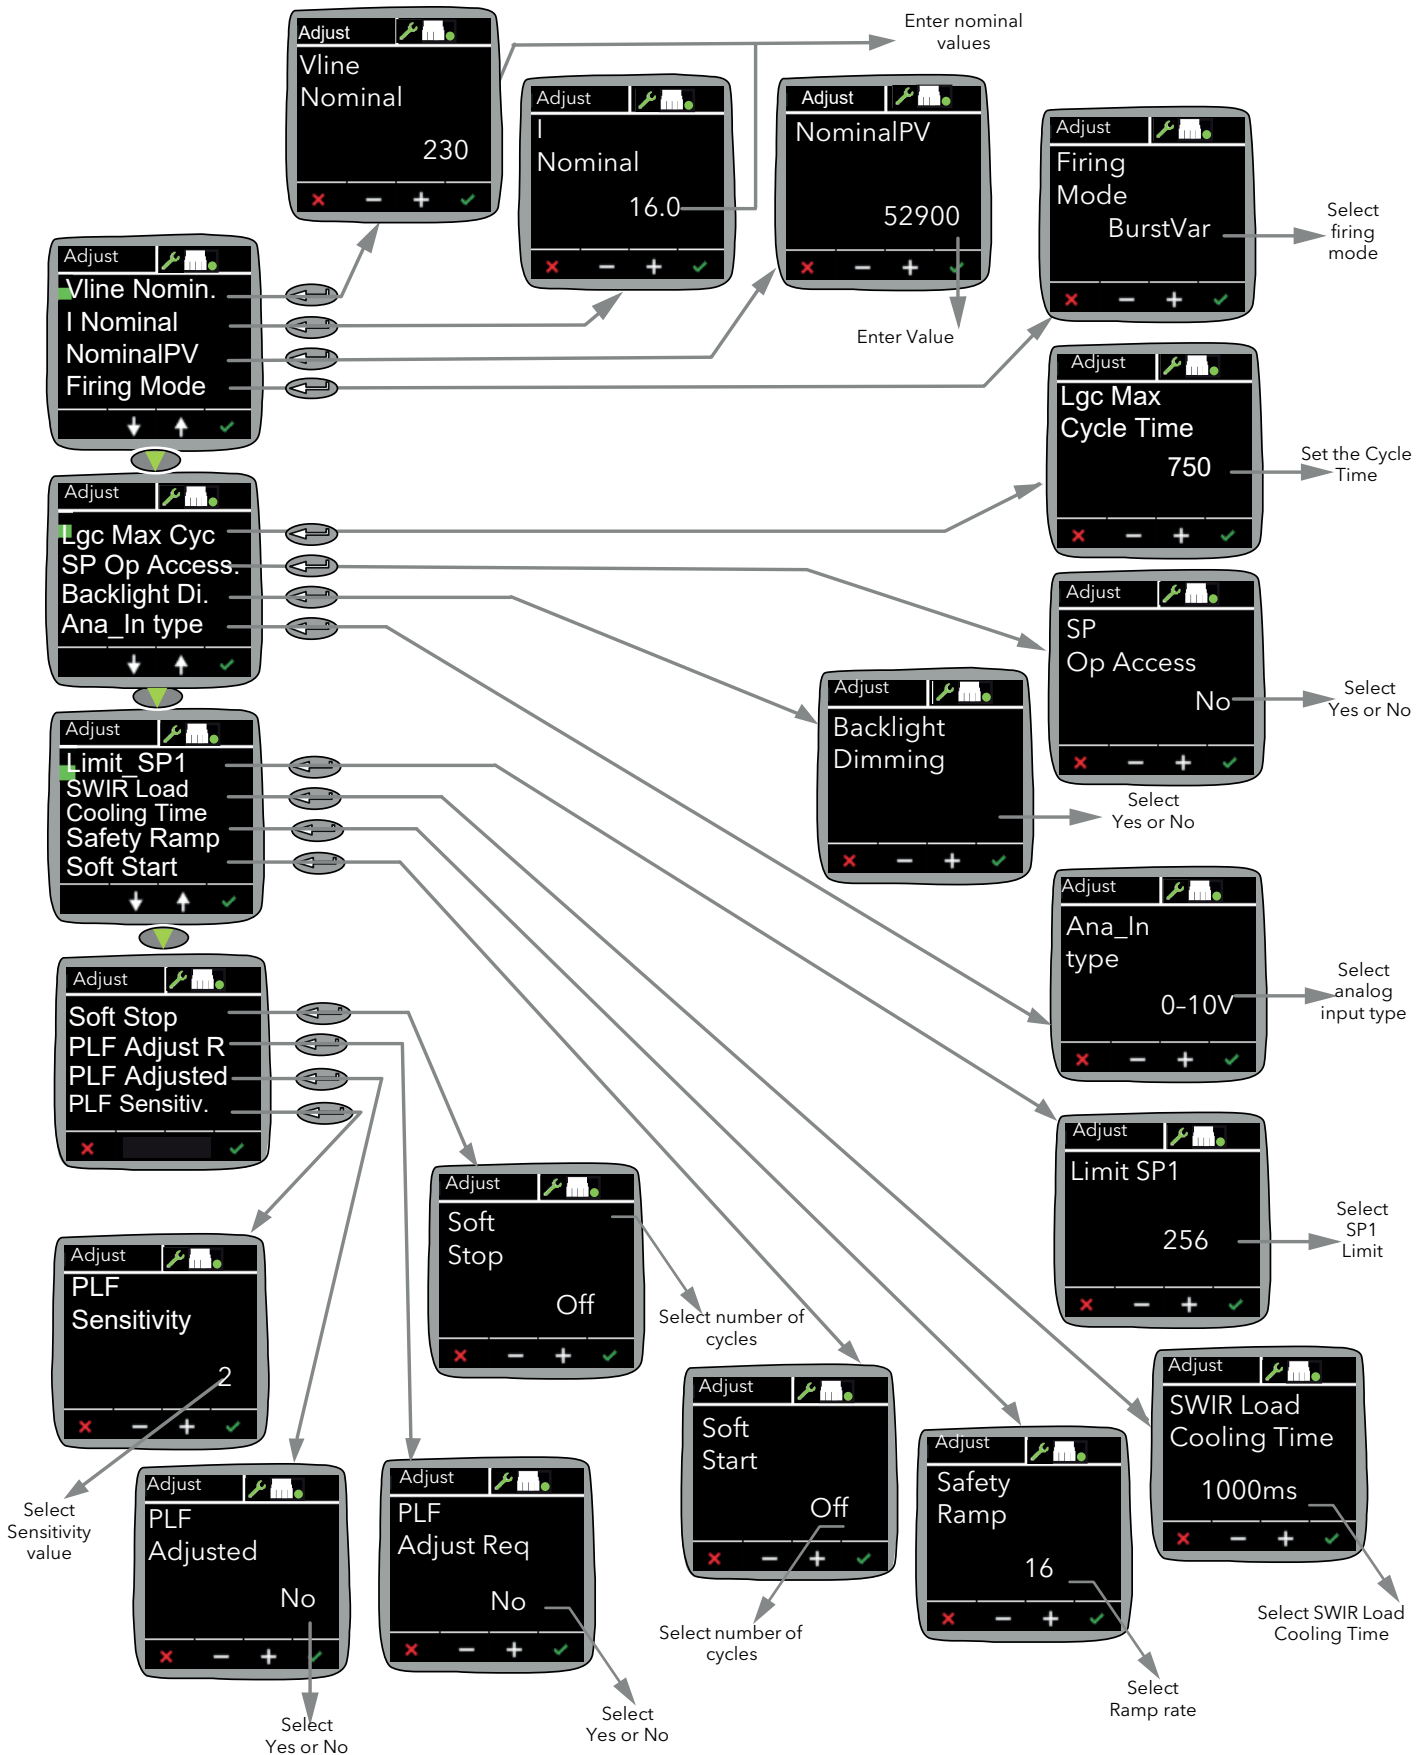 Adjust
Vline
Nominal
230
Enter nominal
values
Adjust
I
Nominal
16.0
Adjust
NominalPV
52900
Enter Value
Adjust
Firing
Mode
BurstVar
Select
firing
mode
Adjust
Vline Nomin.
I Nominal
NominalPV
Firing Mode
Adjust
Lgc Max
Cycle Time
750
Set the Cycle
Time
Adjust
Lgc Max Cyc
SP Op Access.
Backlight Di.
Ana_In type
Adjust
SP
Op Access
No
Select
Yes or No
Adjust
Backlight
Dimming
Select
Yes or No
Adjust
Limit_SP1
SWIR Load
Cooling Time
Safety Ramp
Soft Start
Adjust
Ana_In
type
0-10V
Select
analog
input type
Adjust
Soft Stop
PLF Adjust R
PLF Adjusted
PLF Sensitiv.
Adjust
Limit SP1
256
Select
SP1
Limit
Adjust
Soft
Stop
Off
Select number of
cycles
Adjust
PLF
Sensitivity
2
Select
Sensitivity
value
Adjust
SWIR Load
Cooling Time
1000ms
Select SWIR Load
Cooling Time
Adjust
Soft
Start
Off
Select number of
cycles
Adjust
Safety
Ramp
16
Select
Ramp rate
Adjust
PLF
Adjusted
No
Select
Yes or No
Adjust
PLF
Adjust Req
No
Select
Yes or No